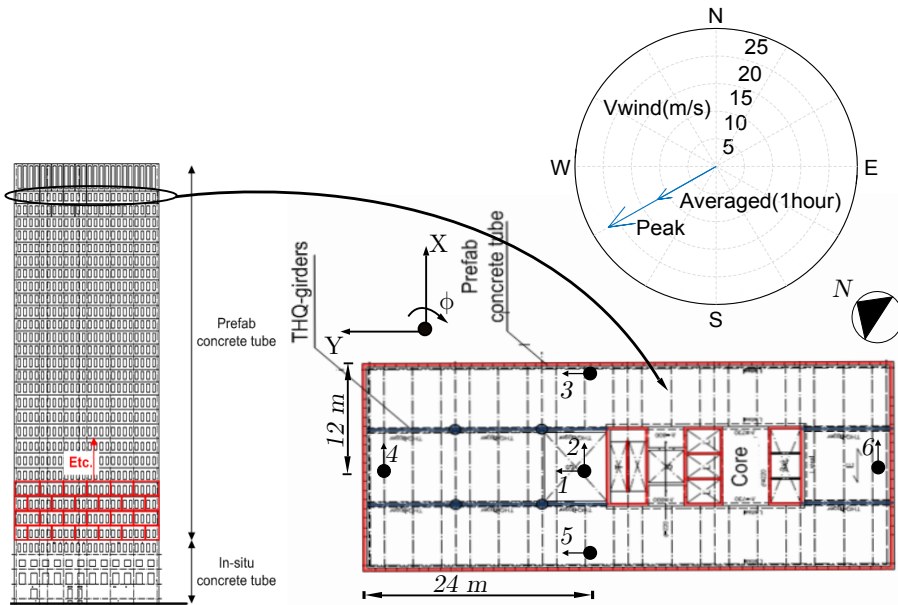 N
25
20
15
10
5
Vwind(m/s)
W
E
Averaged(1hour)
Peak
S
N
X
ϕ
Y
THQ-girders
Prefab
concrete tube
Prefab
concrete tube
Etc.
In-situ
concrete tube
12 m
3
4
2
1
Core
6
5
24 m